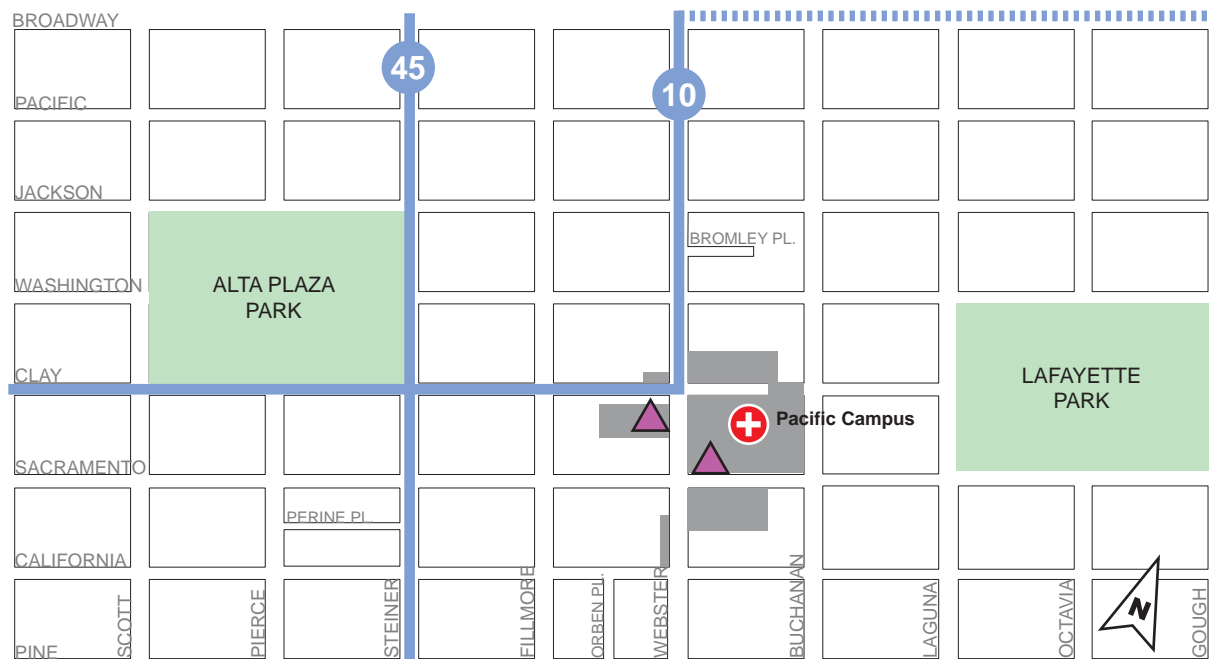 BROADWAY
45
10
PACIFIC
JACKSON
BROMLEY PL.
WASHINGTON
ALTA PLAZA
PARK
CLAY
LAFAYETTE
PARK
Pacific Campus
SACRAMENTO
PERINE PL.
CALIFORNIA
SCOTT
PIERCE
STEINER
FILLMORE
ORBEN PL.
WEBSTER
BUCHANAN
LAGUNA
OCTAVIA
N
GOUGH
PINE